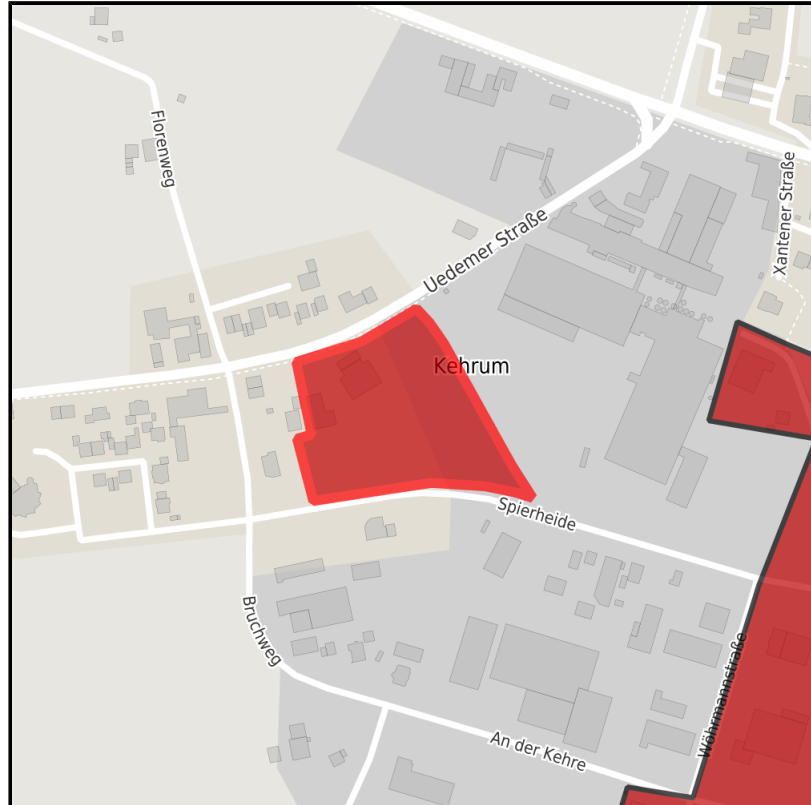 Florenweg
Xantener Straße
Uedemer Straße
Kehrum
Spierheide
Bruchweg
Wöhrmannstraße
An der Kehre